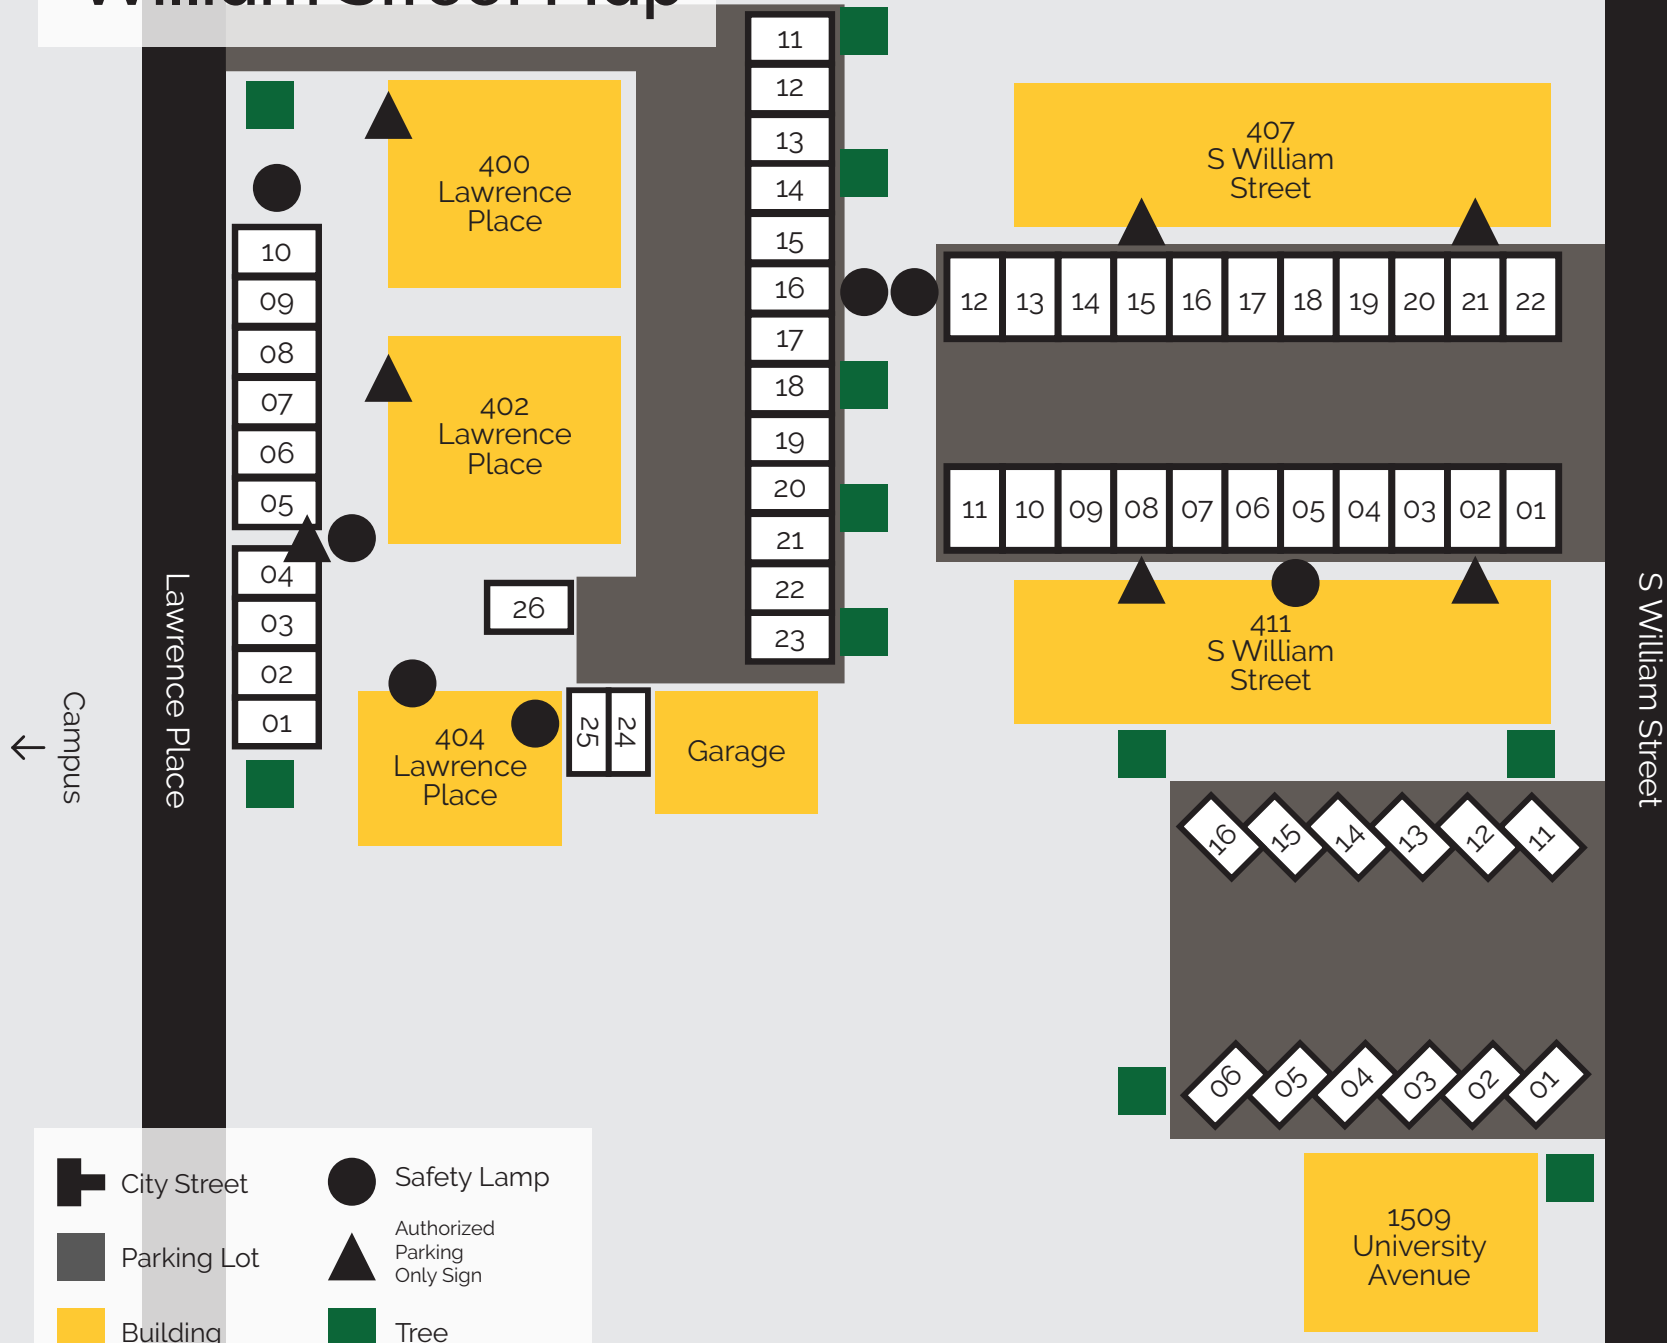 William Street Map
11
12
13
14
15
16
17
18
19
20
21
22
23
400
Lawrence
Place
402
Lawrence
Place
10
09
08
07
06
05
04
03
02
01
26
25
24
404
Lawrence
Place
Garage
Lawrence Place
Campus
407
S William
Street
12 13 14 15 16 17 18 19 20 21 22
11 10 09 08 07 06 05 04 03 02 01
411
S William
Street
S William Street
16 15 14 13 12 11
06 05 04 03 02 01
1509
University
Avenue
City Street
Parking Lot
Building
Safety Lamp
Authorized
Parking
Only Sign
Tree